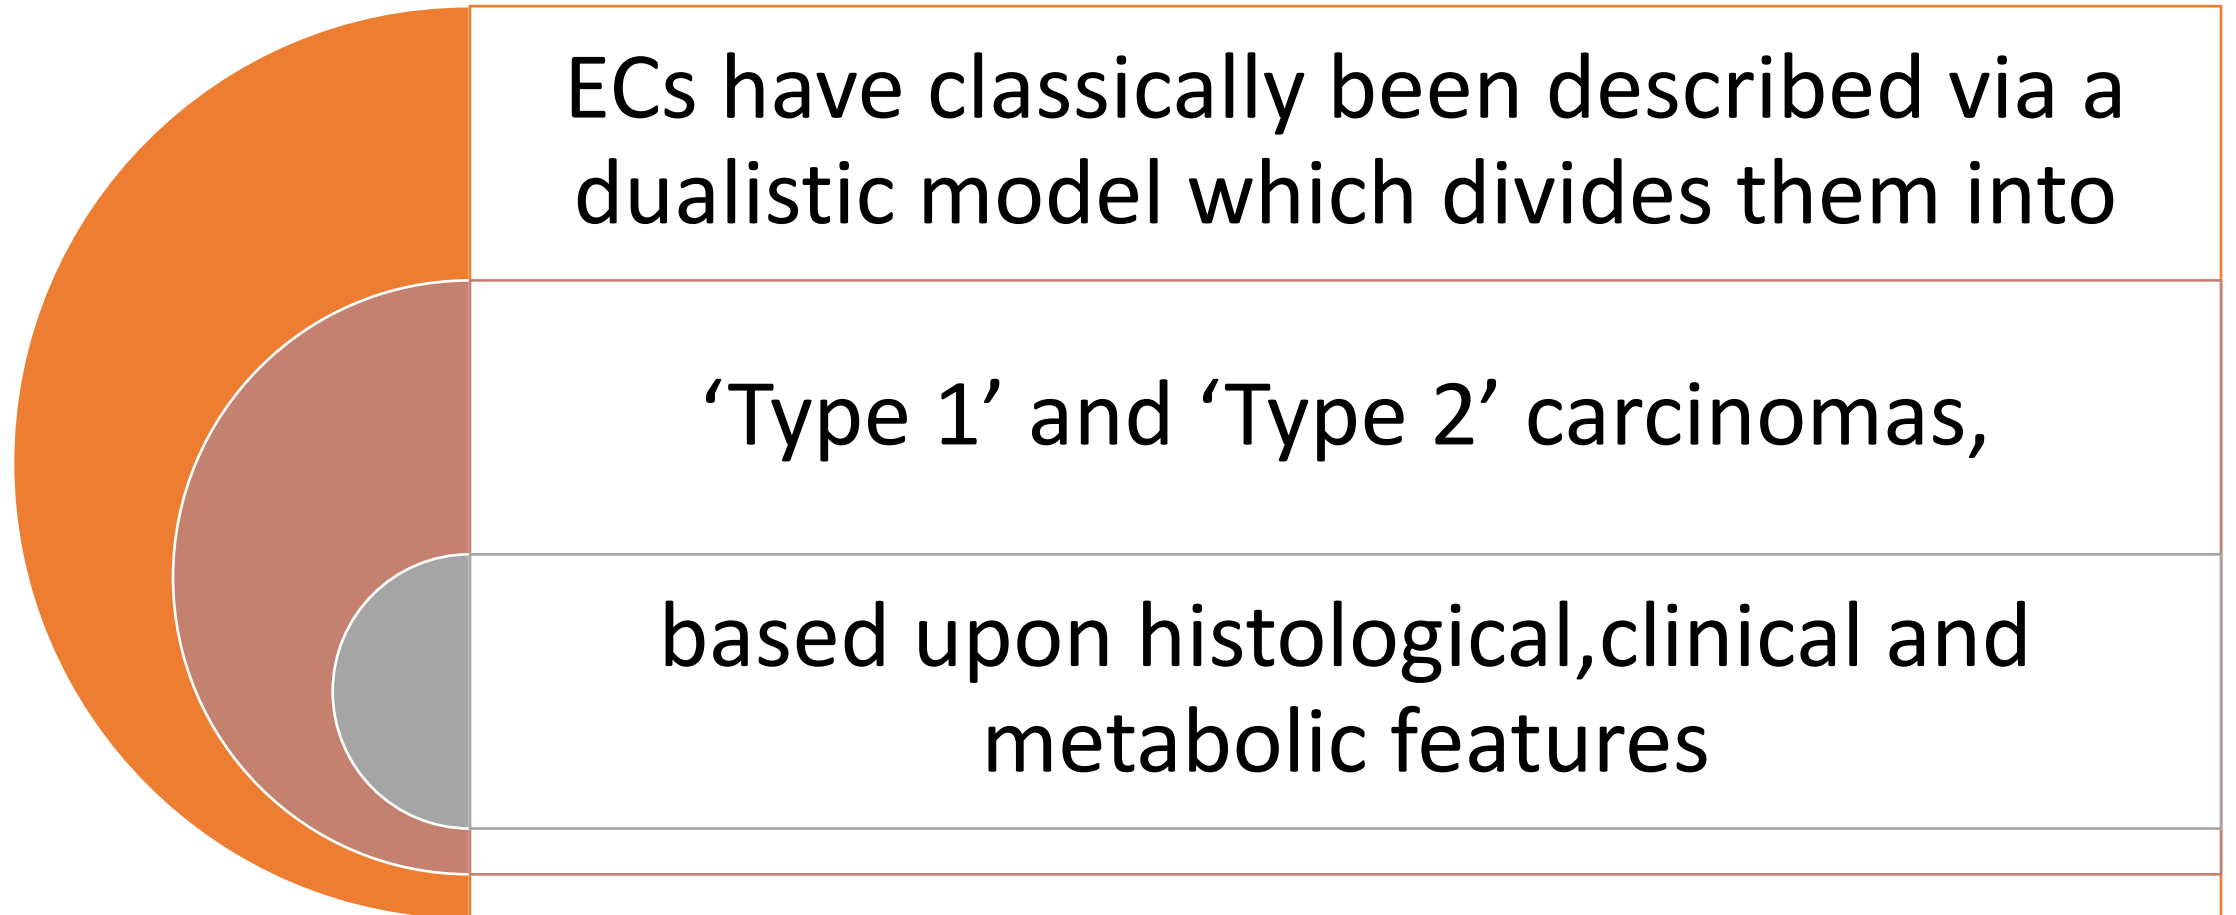 ECs have classically been described via a
dualistic model which divides them into
‘Type 1’ and ‘Type 2’ carcinomas,
based upon histological,clinical and
metabolic features